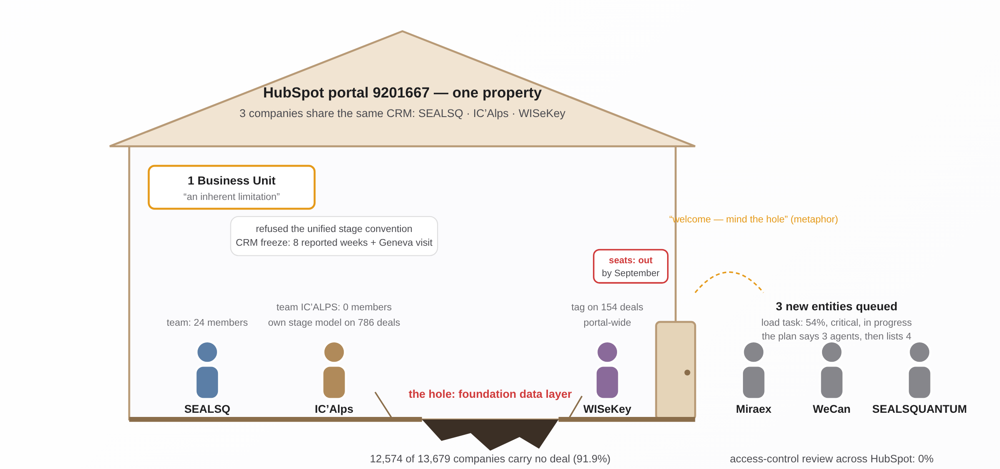 HubSpot portal 9201667 — one property
3 companies share the same CRM: SEALSQ · IC’Alps · WISeKey
1 Business Unit
“an inherent limitation”
refused the unified stage convention
CRM freeze: 8 reported weeks + Geneva visit
“welcome — mind the hole” (metaphor)
seats: out
by September
team: 24 members
team IC’ALPS: 0 members
own stage model on 786 deals
tag on 154 deals
portal-wide
3 new entities queued
load task: 54%, critical, in progress
the plan says 3 agents, then lists 4
the hole: foundation data layer
SEALSQ
IC’Alps
WISeKey
Miraex
WeCan
SEALSQUANTUM
12,574 of 13,679 companies carry no deal (91.9%)
access-control review across HubSpot: 0%